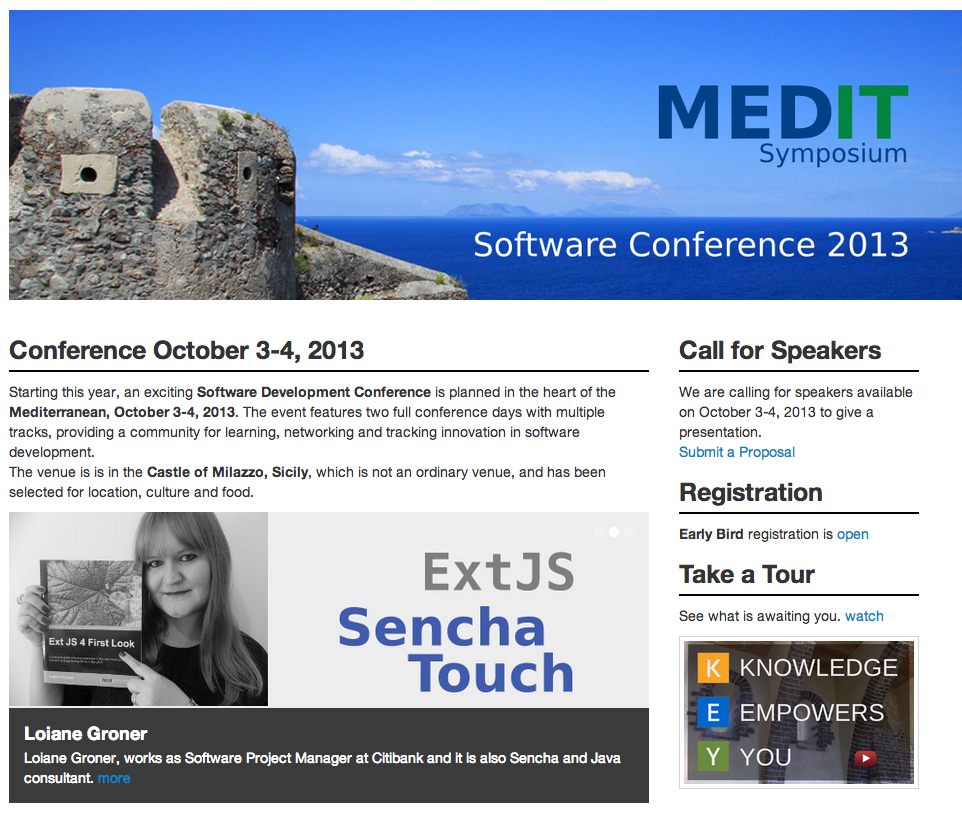 MEDIT
Symposium
Software Conference 2013
Conference October 3-4, 2013
Starting this year, an exciting Software Development Conference is planned in the heart of the
Mediterranean, October 3-4, 2013. The event features two full conference days with multiple
tracks, providing a community for learning, networking and tracking innovation in software
development.
The venue is is in the Castle of Milazzo, Sicily, which is not an ordinary venue, and has been
selected for location, culture and food.
Ext JS 4 First Look
ExtJS
Sencha
Touch
Loiane Groner
Loiane Groner, works as Software Project Manager at Citibank and it is also Sencha and Java
consultant. more
Call for Speakers
We are calling for speakers available
on October 3-4, 2013 to give a
presentation.
Submit a Proposal
Registration
Early Bird registration is open
Take a Tour
See what is awaiting you. watch
K KNOWLEDGE
E EMPOWERS
Y YOU